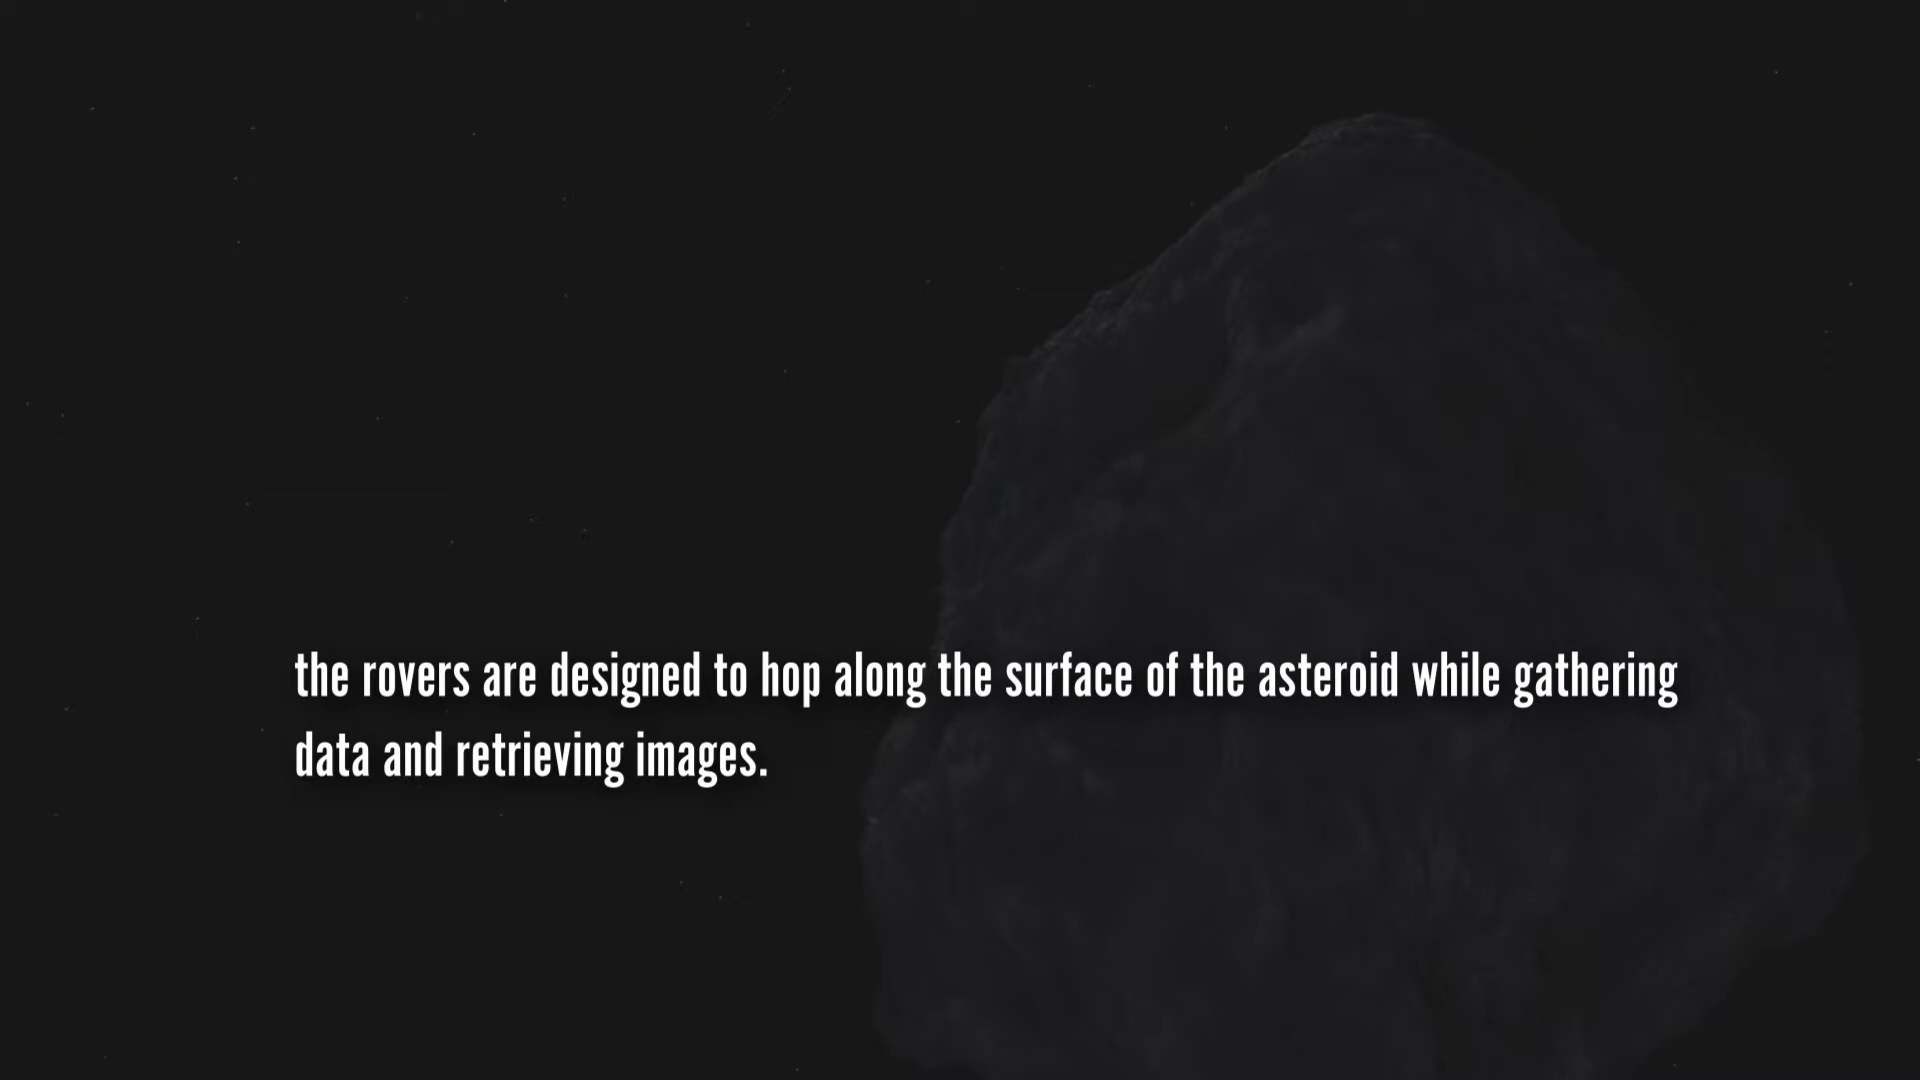 the rovers are designed to hop along the surface of the asteroid while gathering
data and retrieving images.